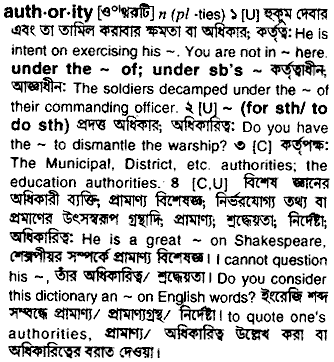 auth·or·ity [ও'থরটি] n (pl -ties) ১ [U] হুকুম দেবার
এবং তা তামিল করাবার ক্ষমতা বা অধিকার; কর্তৃত্ব: He is
intent on exercising his ~. You are not in ~ here.
under the ~ of; under sb's ~ কর্তৃত্বাধীন,
আজ্ঞাধীন: The soldiers decamped under the ~ of
their commanding officer. ২ [U] ~ (for sth/ to
do sth) প্রদত্ত অধিকার; অধিকারিত্ব: Do you have
the ~ to dismantle the warship? ৩ [C] কর্তৃপক্ষ:
The Municipal, District, etc. authorities; the
education authorities. ৪ [C,U] বিশেষ জ্ঞানের
অধিকারী ব্যক্তি, প্রামাণ্য বিশেষজ্ঞ; নির্ভরযোগ্য তথ্য বা
প্রমাণের উৎসস্বরূপ গ্রন্থাদি, প্রামাণ্য; শ্রদ্ধেয়তা; নির্দেষ্টা;
অধিকারিত্ব: He is a great ~ on Shakespeare,
শেক্সপীয়র সম্পর্কে প্রামাণ্য বিশেষজ্ঞ। I cannot question
his ~, তাঁর অধিকারিত্ব/ শ্রদ্ধেয়তা। Do you consider
this dictionary an ~ on English words? ইংরেজি শব্দ
সম্বন্ধে প্রামাণ্য/ প্রামাণ্যগ্রন্থ/ নির্দেষ্টা। to quote one's
authorities, প্রামাণ্য/ অধিকারিত্ব উল্লেখ করা বা
অধিকারিত্বের বরাত দেওয়া।